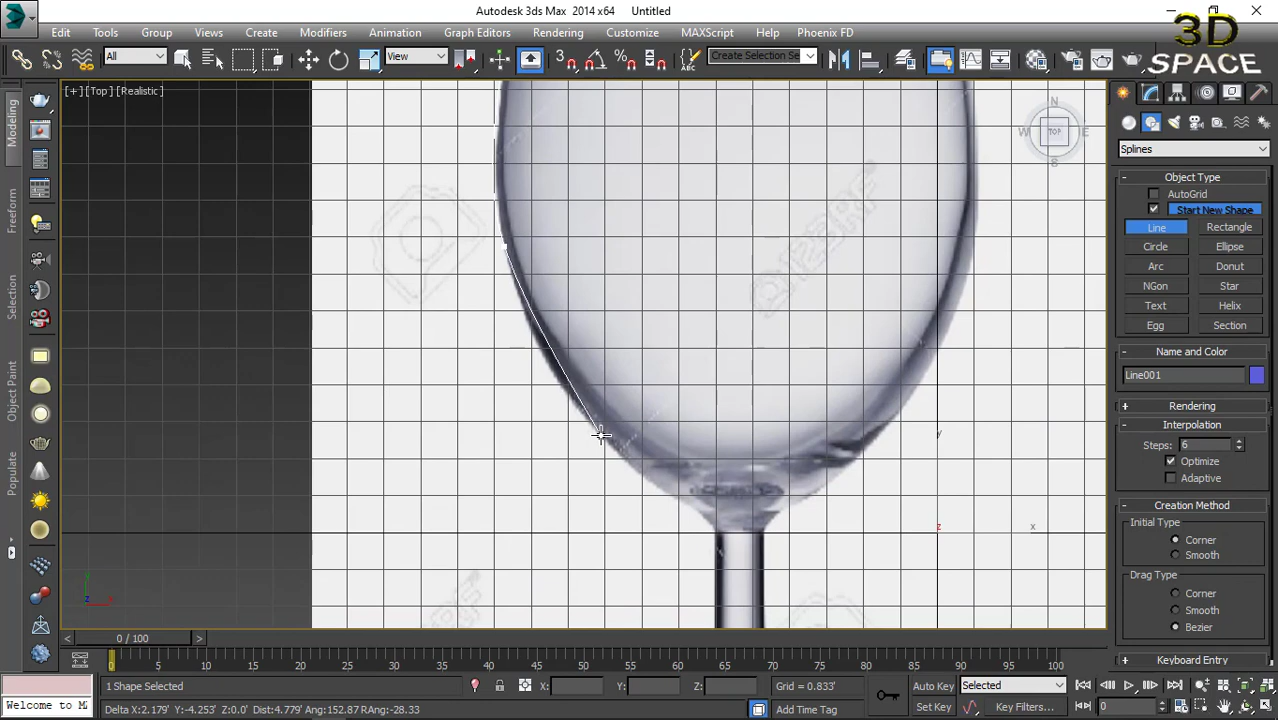 Autodesk 3ds Max 2014 x64 Untitled
3D
SPACE
Edit Tools Group Views Create Modifiers Animation Graph Editors Rendering Customize MAXScript Help Phoenix FD
All View Create Selection Se
[+] [Top] [Realistic]
N
W TOP E
Modeling
Freeform
Selection
Object Paint
Populate
Splines
Object Type
AutoGrid
Start New Shape
Line Rectangle
Circle Ellipse
Arc Donut
NGon Star
Text Helix
Egg Section
Name and Color
Line001
Rendering
Interpolation
Steps: 6
Optimize
Adaptive
Creation Method
Initial Type
Corner
Smooth
Drag Type
Corner
Smooth
Bezier
Keyboard Entry
y
z x
y
z
0 / 100
0 5 10 15 20 25 30 35 40 45 50 55 60 65 70 75 80 85 90 95 100
1 Shape Selected X: Y: Z: Grid = 0.833' Auto Key Selected
Welcome to M Delta X:2.179' Y:-4.253' Z:0.0' Dist:4.779' Ang:152.87 Ang:-28.33 Add Time Tag Set Key Key Filters... 0